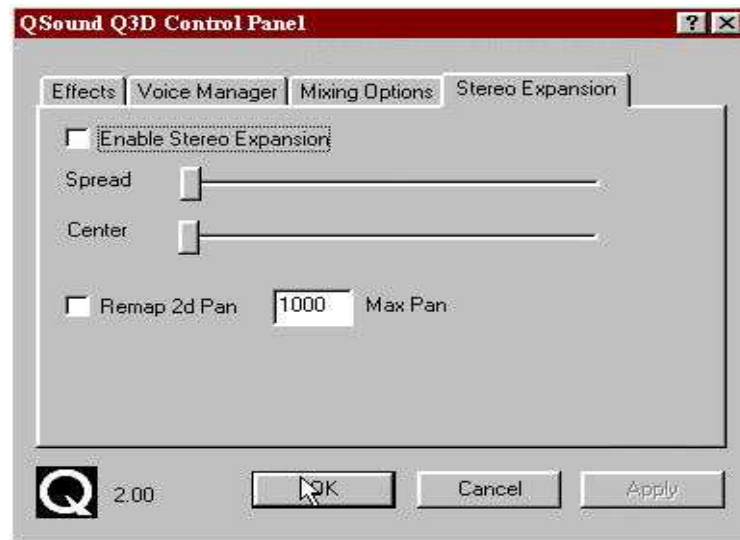 QSound Q3D Control Panel
Effects Voice Manager Mixing Options Stereo Expansion
Enable Stereo Expansion
Spread
Center
Remap 2d Pan 1000 Max Pan
Q 2.00 OK Cancel Apply